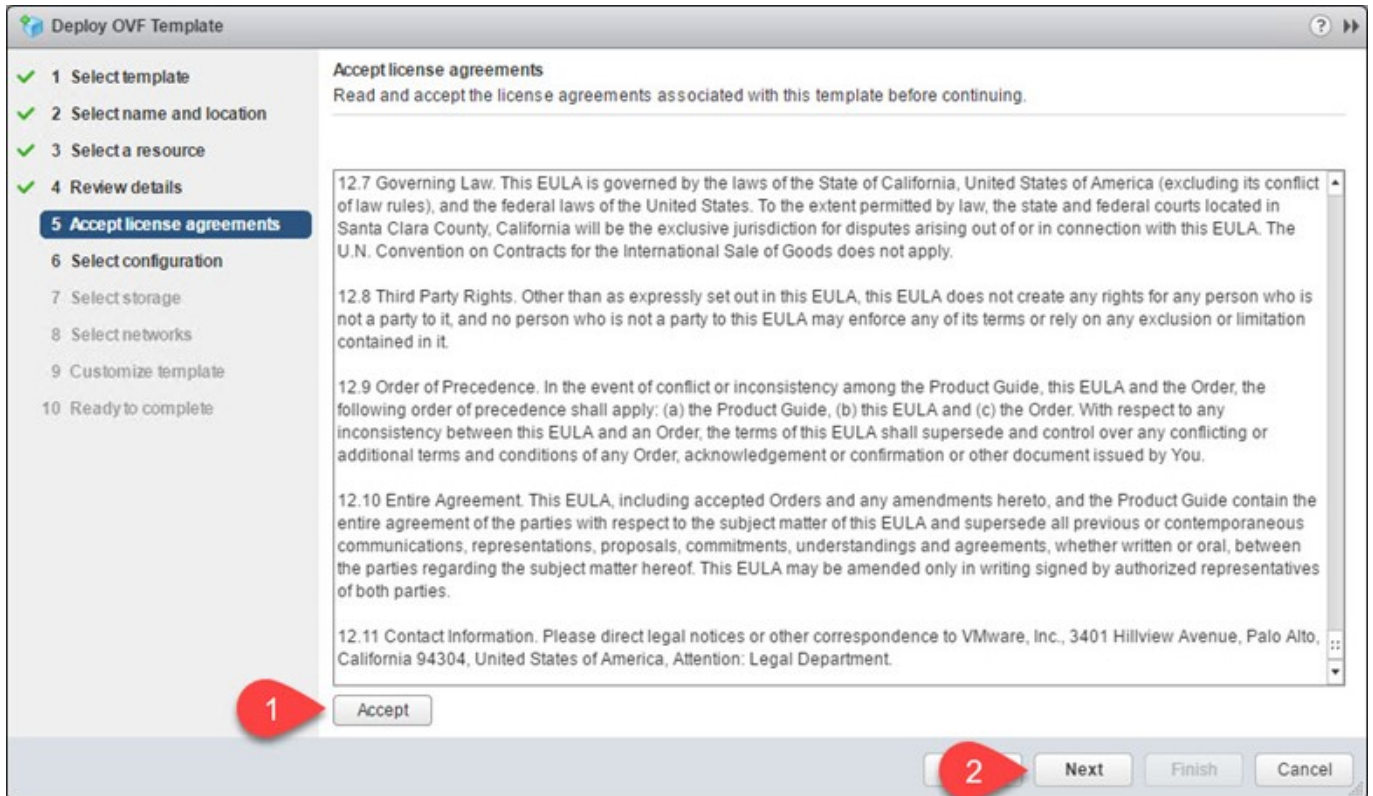 Deploy OVF Template
?
1 Select template
2 Select name and location
3 Select a resource
4 Review details
5 Accept license agreements
6 Select configuration
7 Select storage
8 Select networks
9 Customize template
10 Ready to complete
Accept license agreements
Read and accept the license agreements associated with this template before continuing.
12.7 Governing Law. This EULA is governed by the laws of the State of California, United States of America (excluding its conflict
of law rules), and the federal laws of the United States. To the extent permitted by law, the state and federal courts located in
Santa Clara County, California will be the exclusive jurisdiction for disputes arising out of or in connection with this EULA. The
U.N. Convention on Contracts for the International Sale of Goods does not apply.
12.8 Third Party Rights. Other than as expressly set out in this EULA, this EULA does not create any rights for any person who is
not a party to it, and no person who is not a party to this EULA may enforce any of its terms or rely on any exclusion or limitation
contained in it.
12.9 Order of Precedence. In the event of conflict or inconsistency among the Product Guide, this EULA and the Order, the
following order of precedence shall apply: (a) the Product Guide, (b) this EULA and (c) the Order. With respect to any
inconsistency between this EULA and an Order, the terms of this EULA shall supersede and control over any conflicting or
additional terms and conditions of any Order, acknowledgement or confirmation or other document issued by You.
12.10 Entire Agreement. This EULA, including accepted Orders and any amendments hereto, and the Product Guide contain the
entire agreement of the parties with respect to the subject matter of this EULA and supersede all previous or contemporaneous
communications, representations, proposals, commitments, understandings and agreements, whether written or oral, between
the parties regarding the subject matter hereof. This EULA may be amended only in writing signed by authorized representatives
of both parties.
12.11 Contact Information. Please direct legal notices or other correspondence to VMware, Inc., 3401 Hillview Avenue, Palo Alto,
California 94304, United States of America, Attention: Legal Department.
1 Accept
2 Next Finish Cancel